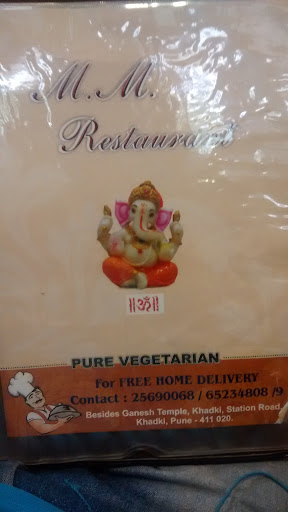 M.M.
Restaurant
॥ॐ॥
PURE VEGETARIAN
For FREE HOME DELIVERY
Contact : 25690068 / 65234808 /9
Besides Ganesh Temple, Khadki, Station Road,
Khadki, Pune - 411 020.